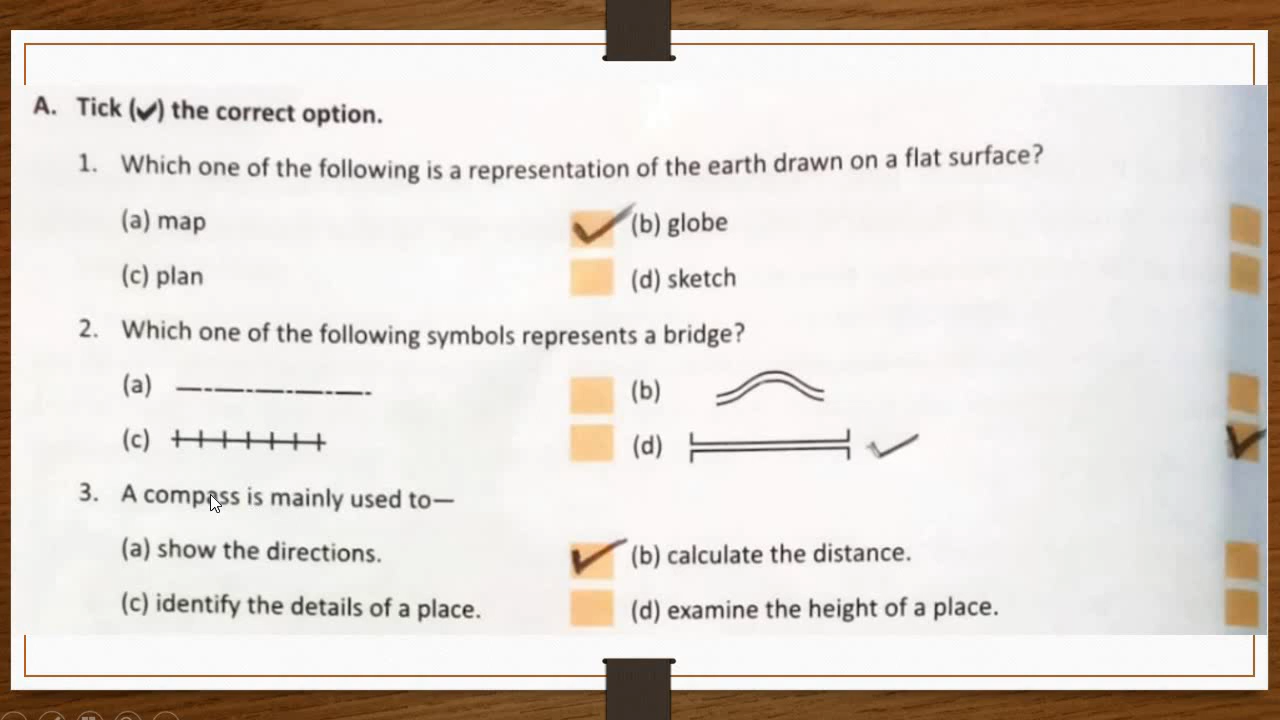 A. Tick (✓) the correct option.
1. Which one of the following is a representation of the earth drawn on a flat surface?
(a) map (b) globe
(c) plan (d) sketch
2. Which one of the following symbols represents a bridge?
(a) (b)
(c) (d)
3. A compass is mainly used to—
(a) show the directions. (b) calculate the distance.
(c) identify the details of a place. (d) examine the height of a place.